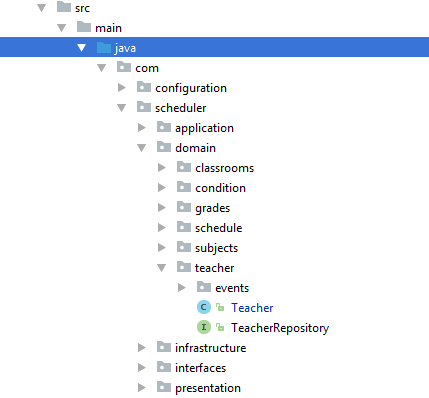 src
main
java
com
configuration
scheduler
application
domain
classrooms
condition
grades
schedule
subjects
teacher
events
C Teacher
I TeacherRepository
infrastructure
interfaces
presentation